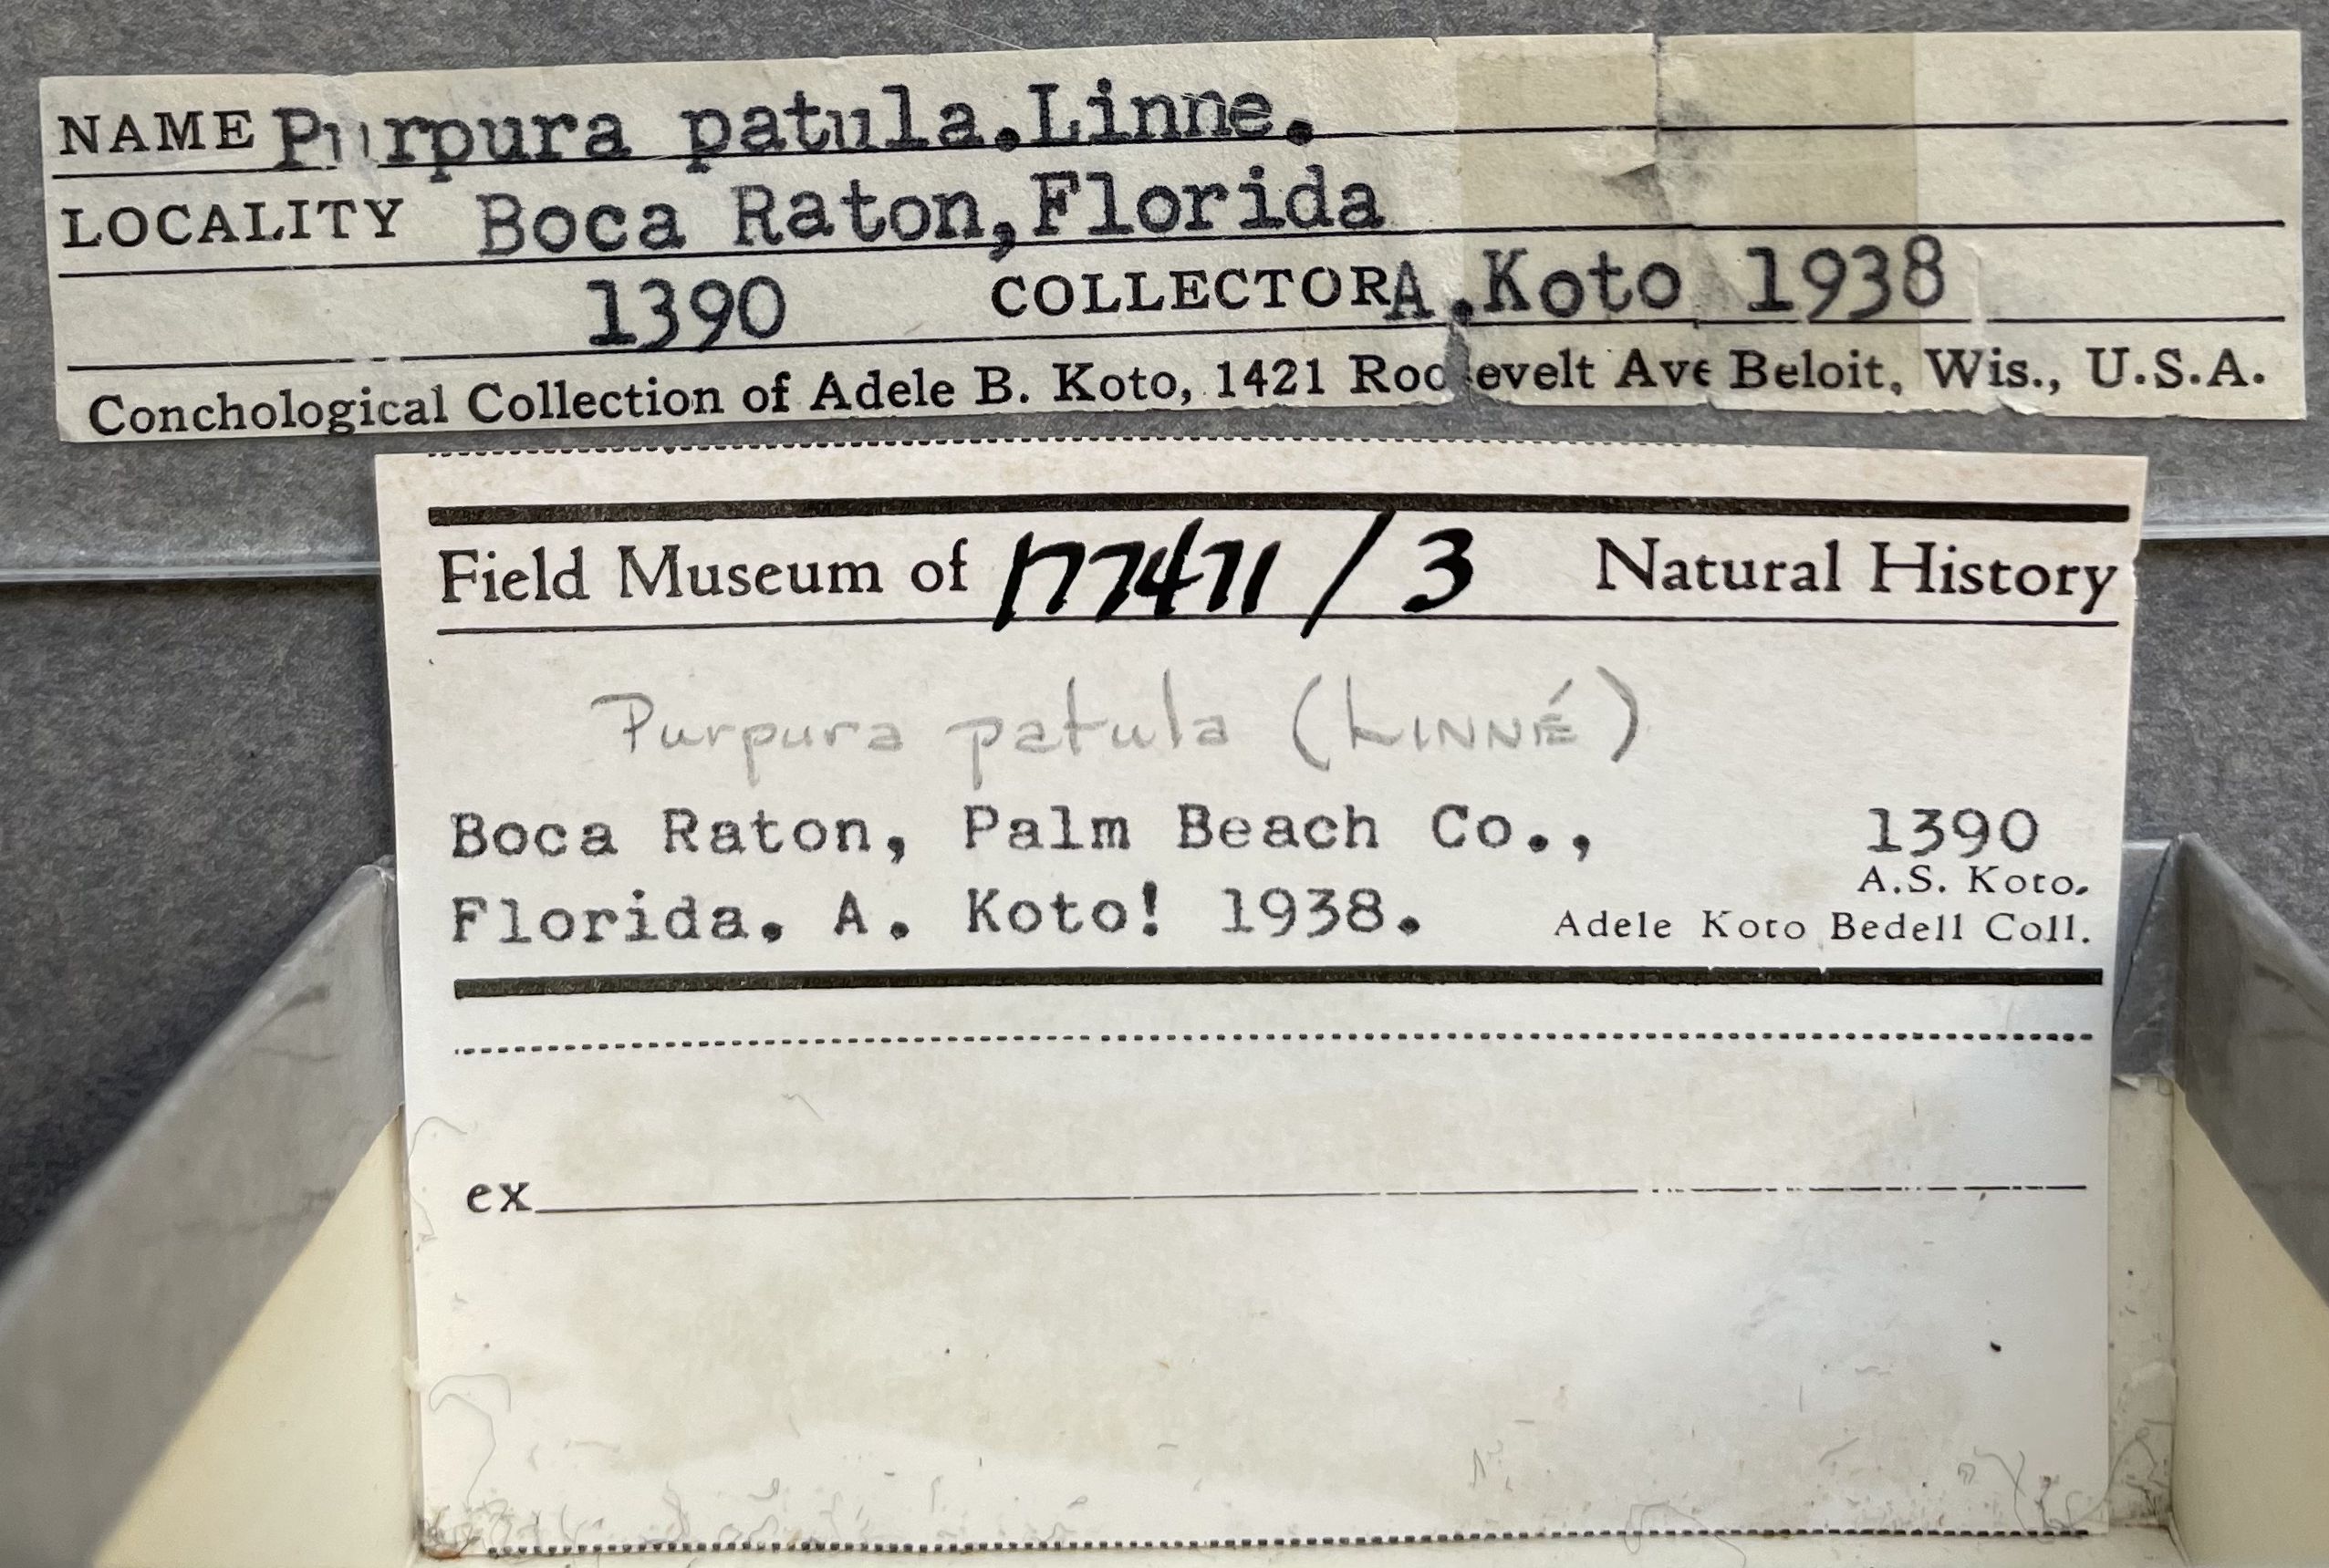 NAME Purpura patula.Linne.
LOCALITY Boca Raton,Florida
1390 COLLECTOR A.Koto 1938
Conchological Collection of Adele B. Koto, 1421 Roosevelt Ave Beloit, Wis., U.S.A.
Field Museum of 177471 / 3 Natural History
Purpura patula (LINNÉ)
Boca Raton, Palm Beach Co., 1390
A.S. Koto.
Florida. A. Koto! 1938. Adele Koto Bedell Coll.
ex